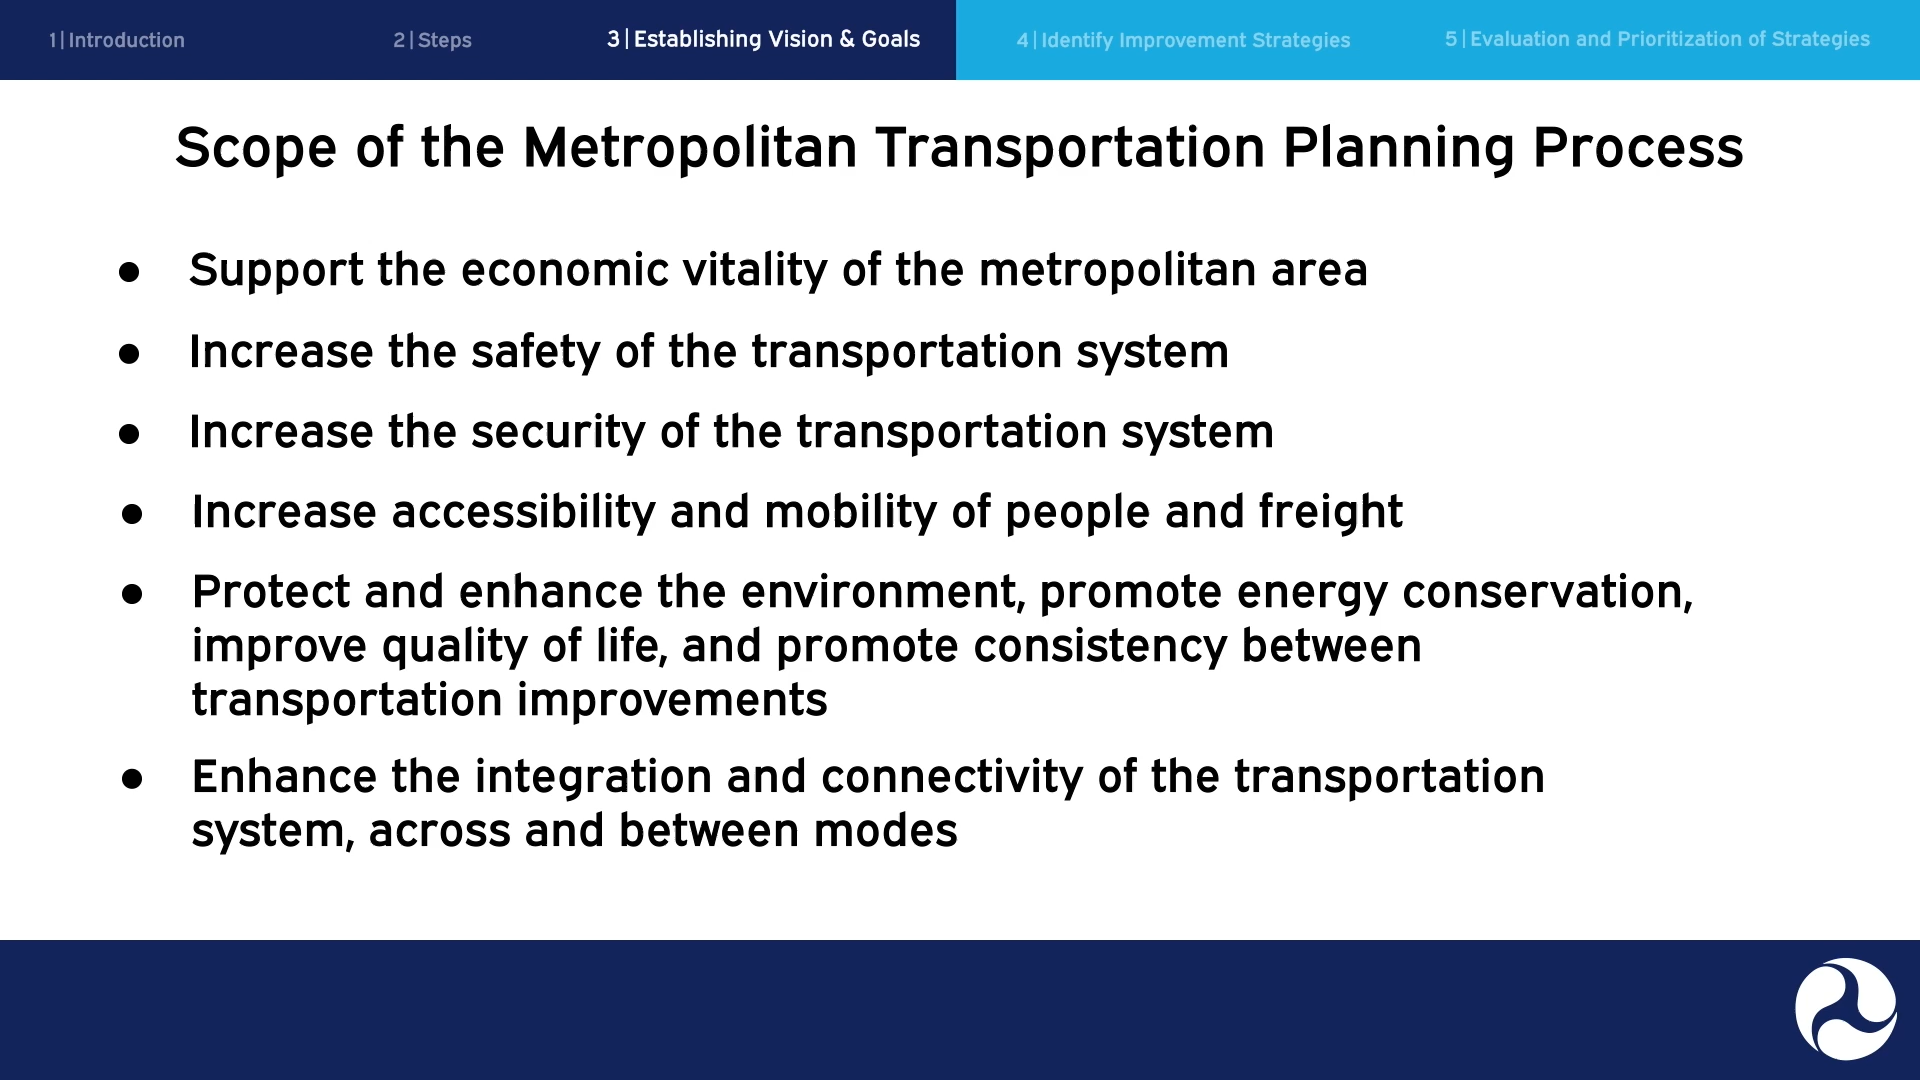 1|Introduction
2|Steps
3|Establishing Vision & Goals
4|Identify Improvement Strategies
5|Evaluation and Prioritization of Strategies
Scope of the Metropolitan Transportation Planning Process
● Support the economic vitality of the metropolitan area
● Increase the safety of the transportation system
● Increase the security of the transportation system
● Increase accessibility and mobility of people and freight
● Protect and enhance the environment, promote energy conservation,
improve quality of life, and promote consistency between
transportation improvements
● Enhance the integration and connectivity of the transportation
system, across and between modes